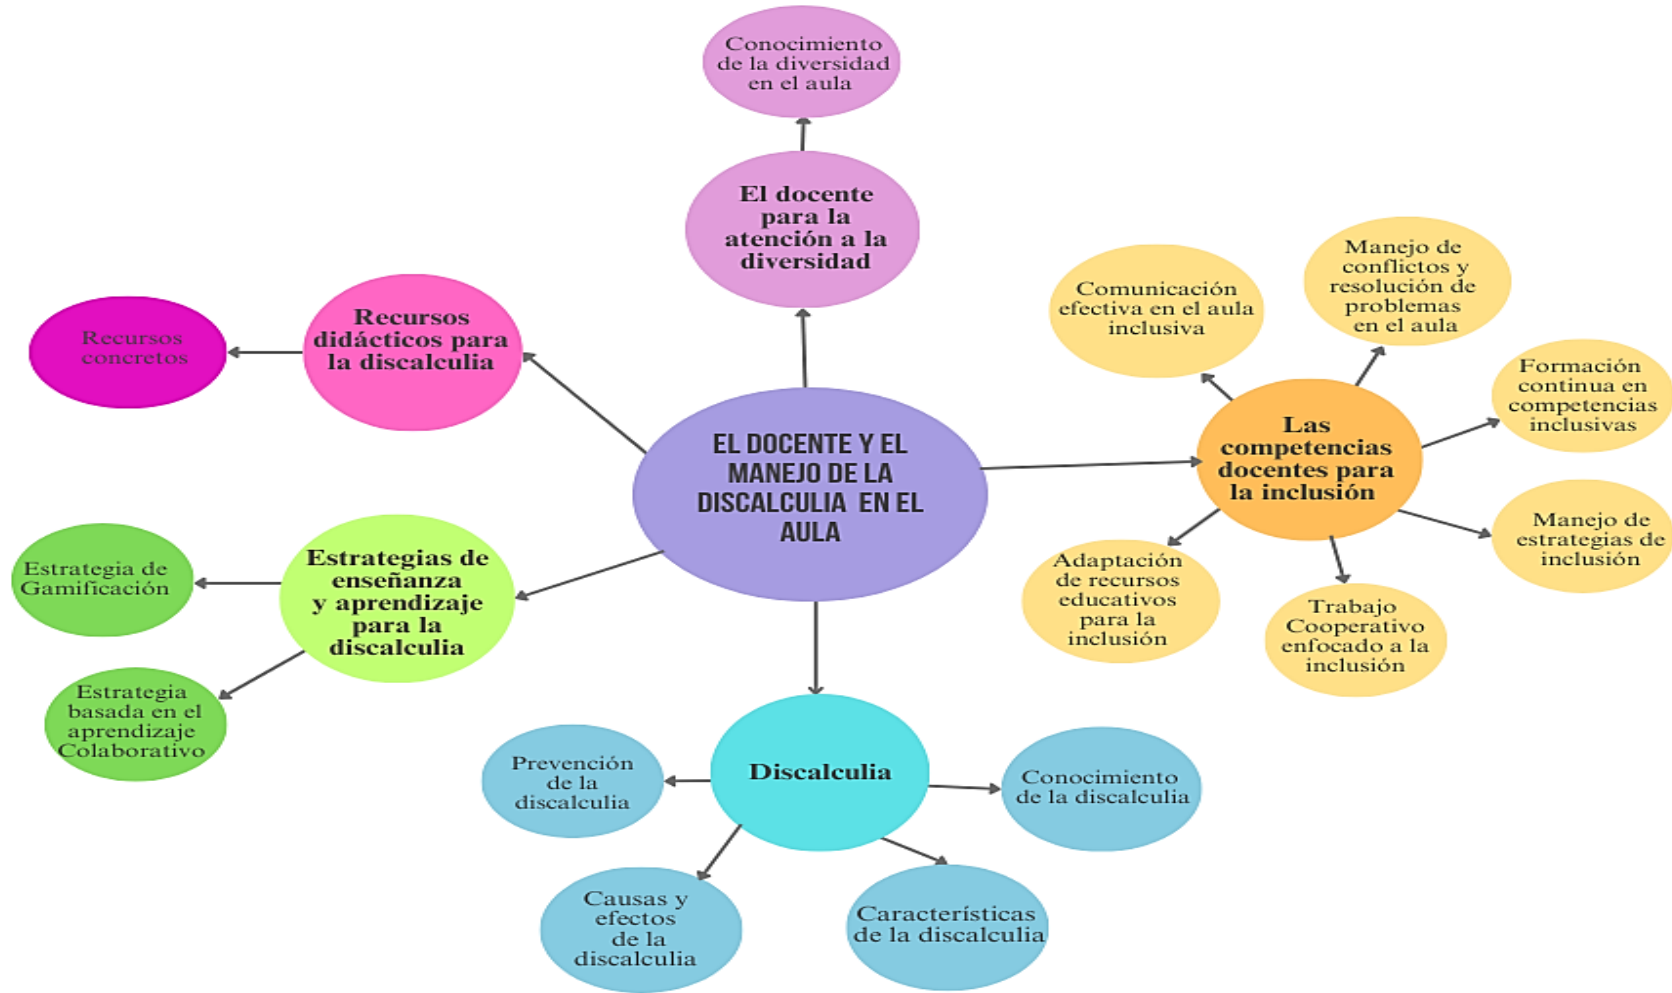 Conocimiento
de la diversidad
en el aula
El docente
para la
atención a la
diversidad
Recursos
didácticos para
la discalculia
Recursos
concretos
EL DOCENTE Y EL
MANEJO DE LA
DISCALCULIA EN EL
AULA
Comunicación
efectiva en el aula
inclusiva
Manejo de
conflictos y
resolución de
problemas
en el aula
Formación
continua en
competencias
inclusivas
Las
competencias
docentes para
la inclusión
Manejo de
estrategias de
inclusión
Adaptación
de recursos
educativos
para la
inclusión
Trabajo
Cooperativo
enfocado a la
inclusión
Estrategias de
enseñanza
y aprendizaje
para la
discalculia
Estrategia de
Gamificación
Estrategia
basada en el
aprendizaje
Colaborativo
Discalculia
Prevención
de la
discalculia
Conocimiento
de la discalculia
Causas y
efectos
de la
discalculia
Características
de la discalculia